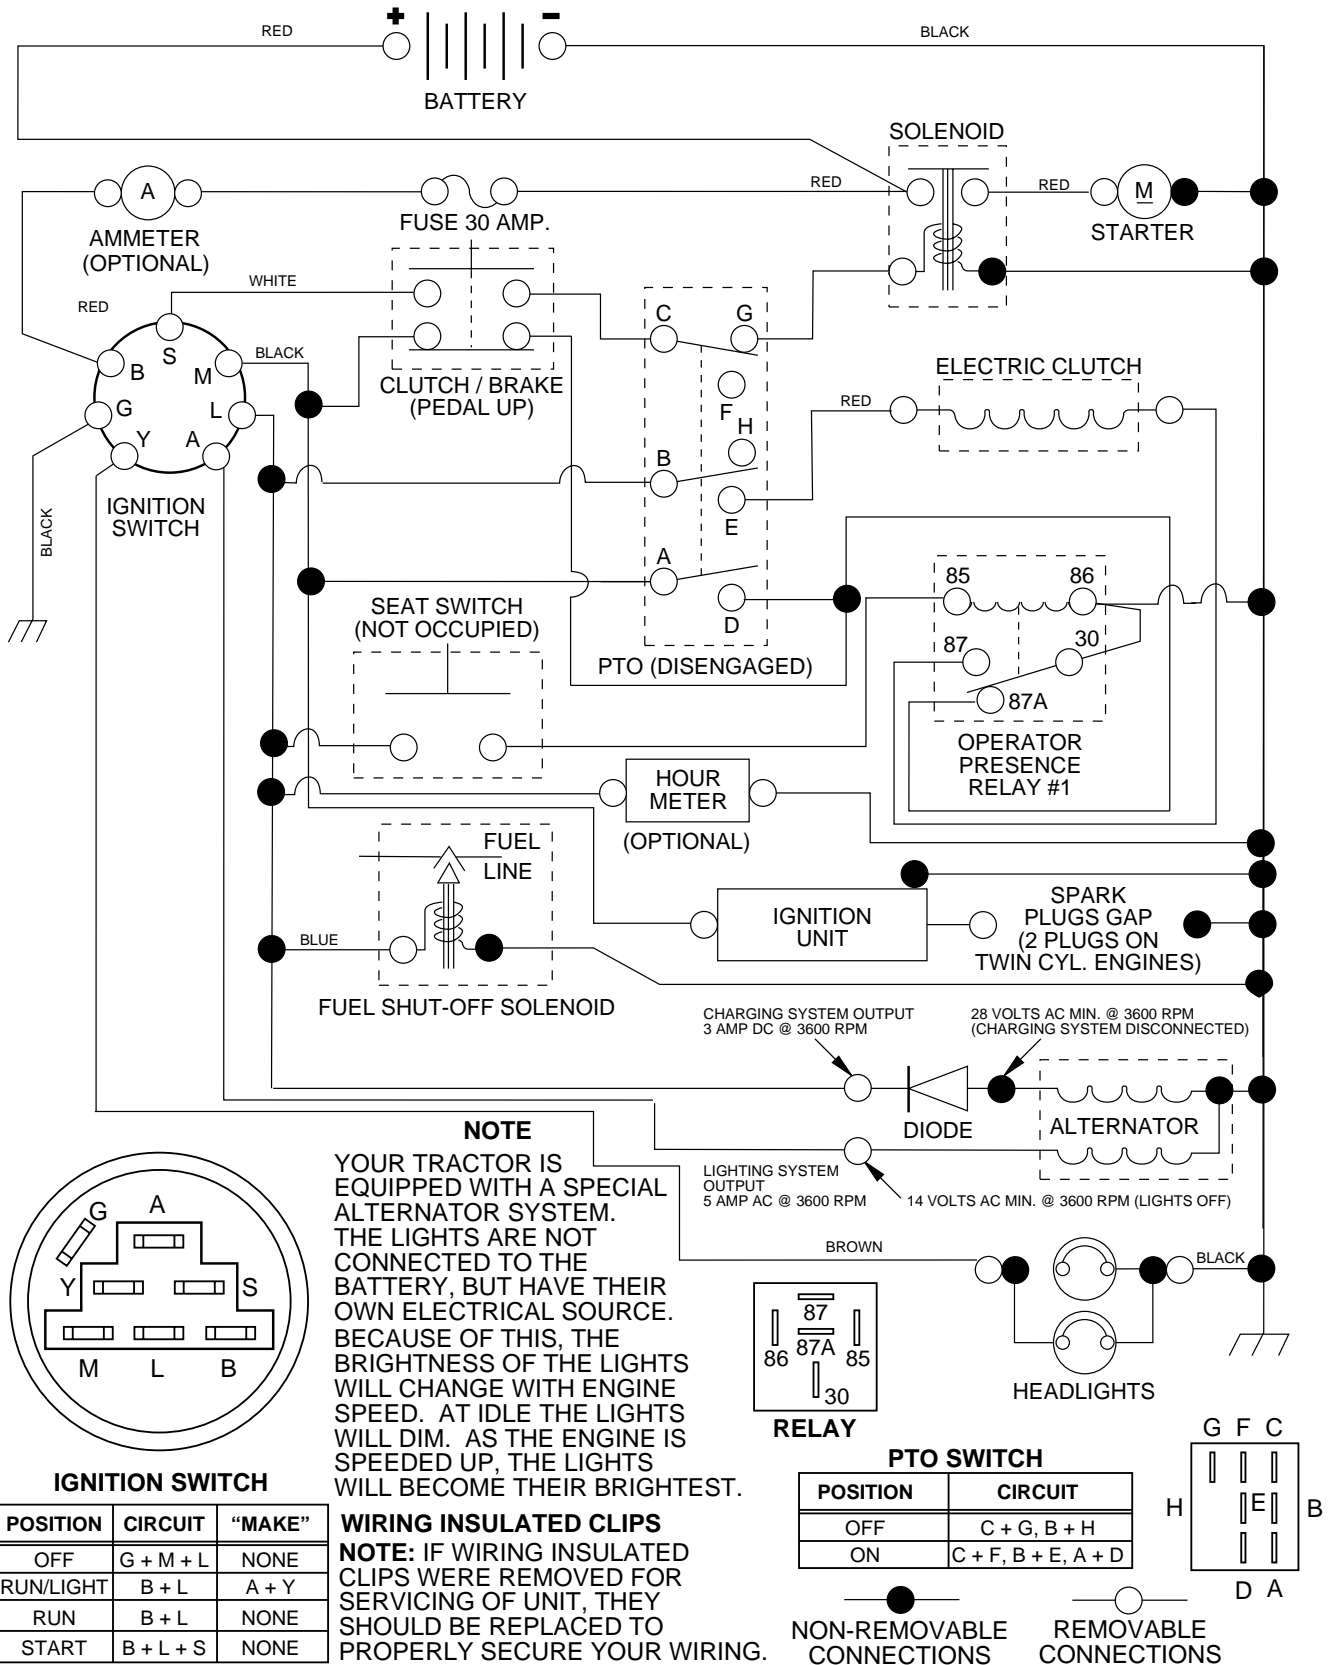 +
−
RED
BLACK
BATTERY
SOLENOID
RED
RED
A
M
FUSE 30 AMP.
STARTER
AMMETER
(OPTIONAL)
WHITE
RED
C
G
S
BLACK
B
M
ELECTRIC CLUTCH
CLUTCH / BRAKE
(PEDAL UP)
RED
G
L
F
H
Y
A
B
IGNITION
SWITCH
E
BLACK
A
85
86
SEAT SWITCH
(NOT OCCUPIED)
D
87
30
PTO (DISENGAGED)
87A
OPERATOR
PRESENCE
RELAY #1
HOUR
METER
(OPTIONAL)
FUEL
LINE
SPARK
PLUGS GAP
(2 PLUGS ON
TWIN CYL. ENGINES)
IGNITION
UNIT
BLUE
FUEL SHUT-OFF SOLENOID
CHARGING SYSTEM OUTPUT
3 AMP DC @ 3600 RPM
28 VOLTS AC MIN. @ 3600 RPM
(CHARGING SYSTEM DISCONNECTED)
DIODE
ALTERNATOR
LIGHTING SYSTEM
OUTPUT
5 AMP AC @ 3600 RPM
14 VOLTS AC MIN. @ 3600 RPM (LIGHTS OFF)
NOTE
YOUR TRACTOR IS
EQUIPPED WITH A SPECIAL
ALTERNATOR SYSTEM.
THE LIGHTS ARE NOT
CONNECTED TO THE
BATTERY, BUT HAVE THEIR
OWN ELECTRICAL SOURCE.
BECAUSE OF THIS, THE
BRIGHTNESS OF THE LIGHTS
WILL CHANGE WITH ENGINE
SPEED. AT IDLE THE LIGHTS
WILL DIM. AS THE ENGINE IS
SPEEDED UP, THE LIGHTS
WILL BECOME THEIR BRIGHTEST.
BROWN
BLACK
HEADLIGHTS
G
A
Y
S
M
L
B
87
87A
86
85
30
RELAY
IGNITION SWITCH
POSITION CIRCUIT "MAKE"
OFF G + M + L NONE
RUN/LIGHT B + L A + Y
RUN B + L NONE
START B + L + S NONE
WIRING INSULATED CLIPS
NOTE: IF WIRING INSULATED
CLIPS WERE REMOVED FOR
SERVICING OF UNIT, THEY
SHOULD BE REPLACED TO
PROPERLY SECURE YOUR WIRING.
PTO SWITCH
POSITION CIRCUIT
OFF C + G, B + H
ON C + F, B + E, A + D
G F C
H E B
D A
NON-REMOVABLE
CONNECTIONS
REMOVABLE
CONNECTIONS